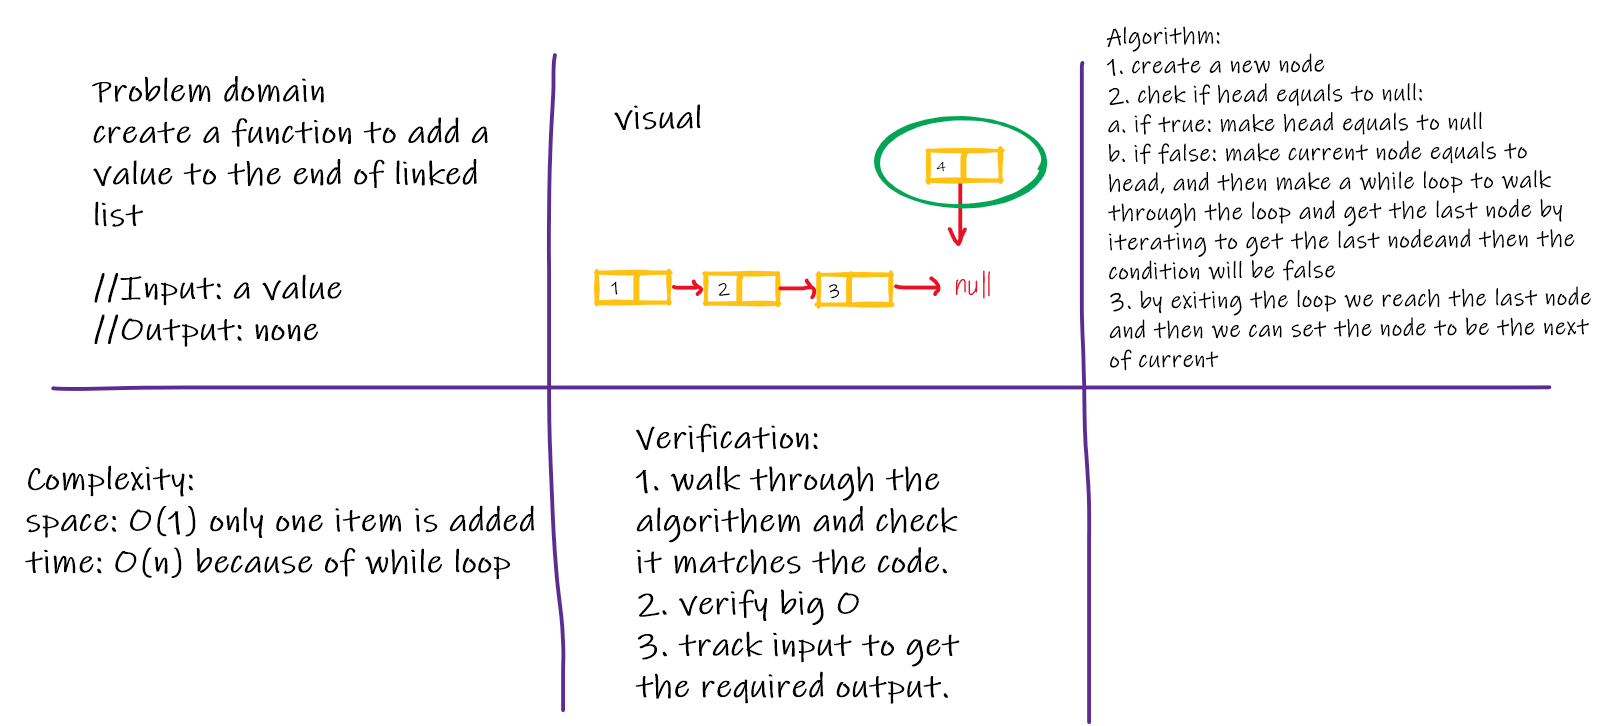 Problem domain
create a function to add a
value to the end of linked
list
//Input: a value
//Output: none
visual
4
1
2
3
null
Algorithm:
1. create a new node
2. chek if head equals to null:
a. if true: make head equals to null
b. if false: make current node equals to
head, and then make a while loop to walk
through the loop and get the last node by
iterating to get the last nodeand then the
condition will be false
3. by exiting the loop we reach the last node
and then we can set the node to be the next
of current
Complexity:
space: O(1) only one item is added
time: O(n) because of while loop
Verification:
1. walk through the
algorithem and check
it matches the code.
2. verify big O
3. track input to get
the required output.